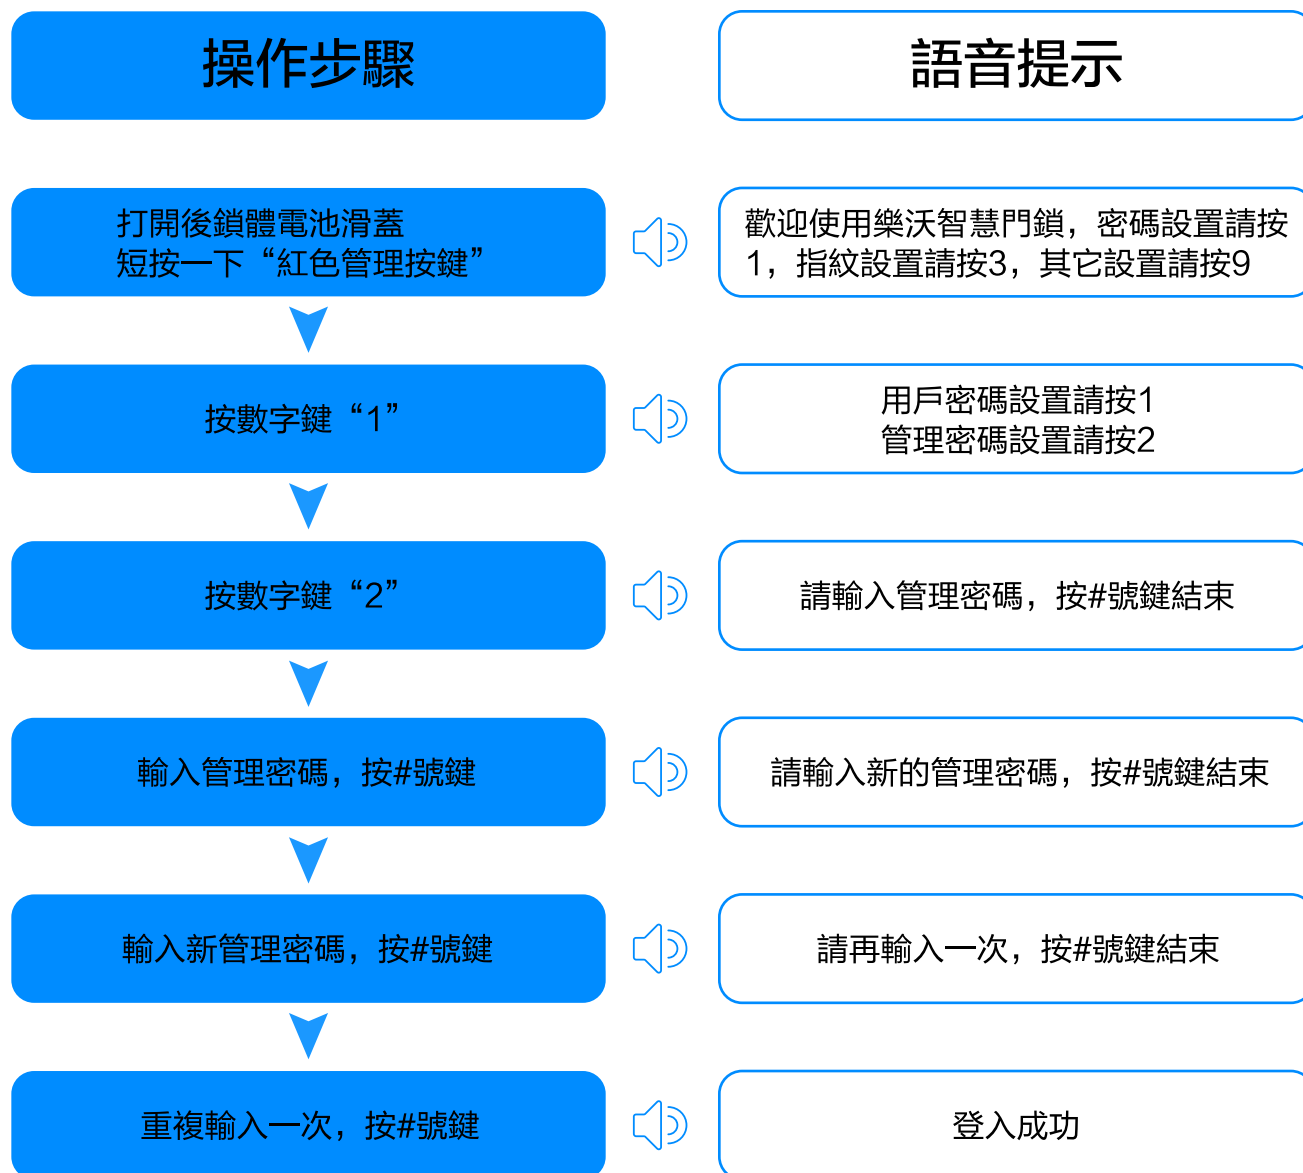 操作步驟
語音提示
打開後鎖體電池滑蓋
短按一下“紅色管理按鍵”
歡迎使用樂沃智慧門鎖，密碼設置請按
1，指紋設置請按3，其它設置請按9
按數字鍵“1”
用戶密碼設置請按1
管理密碼設置請按2
按數字鍵“2”
請輸入管理密碼，按#號鍵結束
輸入管理密碼，按#號鍵
請輸入新的管理密碼，按#號鍵結束
輸入新管理密碼，按#號鍵
請再輸入一次，按#號鍵結束
重複輸入一次，按#號鍵
登入成功